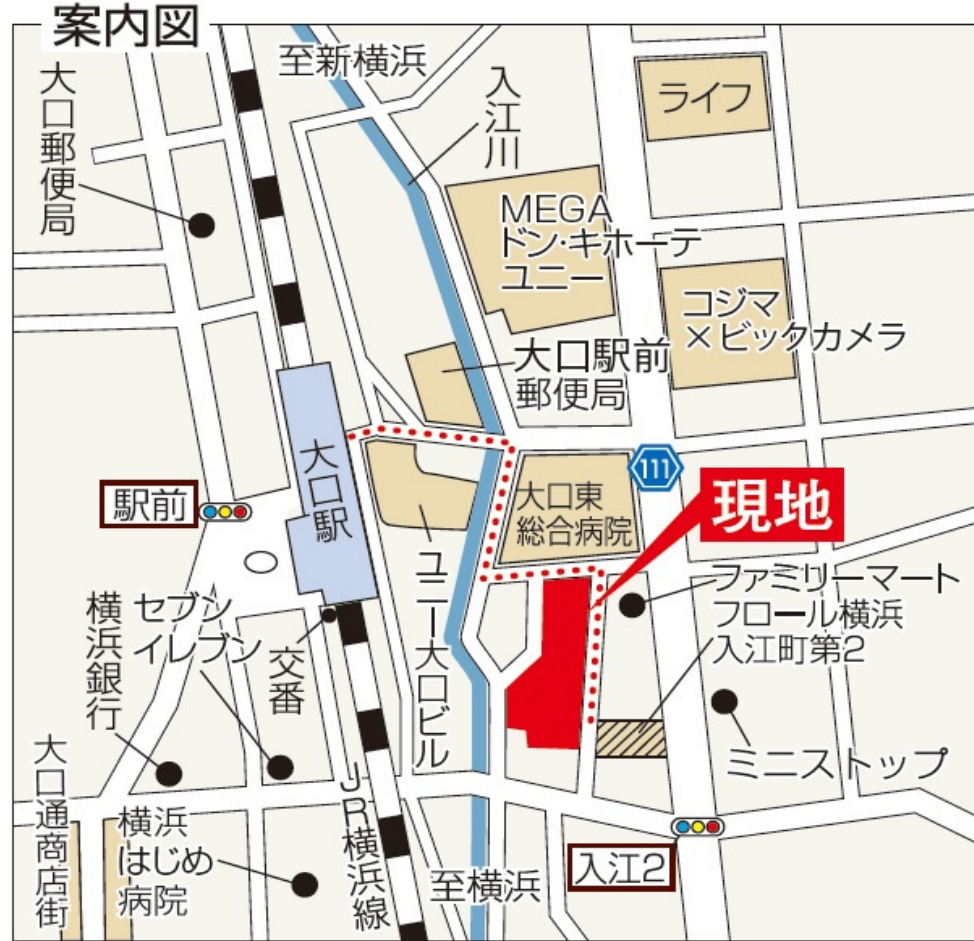 案内図
至新横浜
大口郵便局
入江川
ライフ
MEGA
ドン・キホーテ
ユニー
コジマ
×ビックカメラ
大口駅前
郵便局
大口駅
111
駅前
大口東
総合病院
現地
ファミリーマート
フロール横浜
入江町第2
ユニー大口ビル
セブン
イレブン
交番
横浜銀行
ミニストップ
大口通商店街
横浜
はじめ
病院
JR横浜線
至横浜
入江2